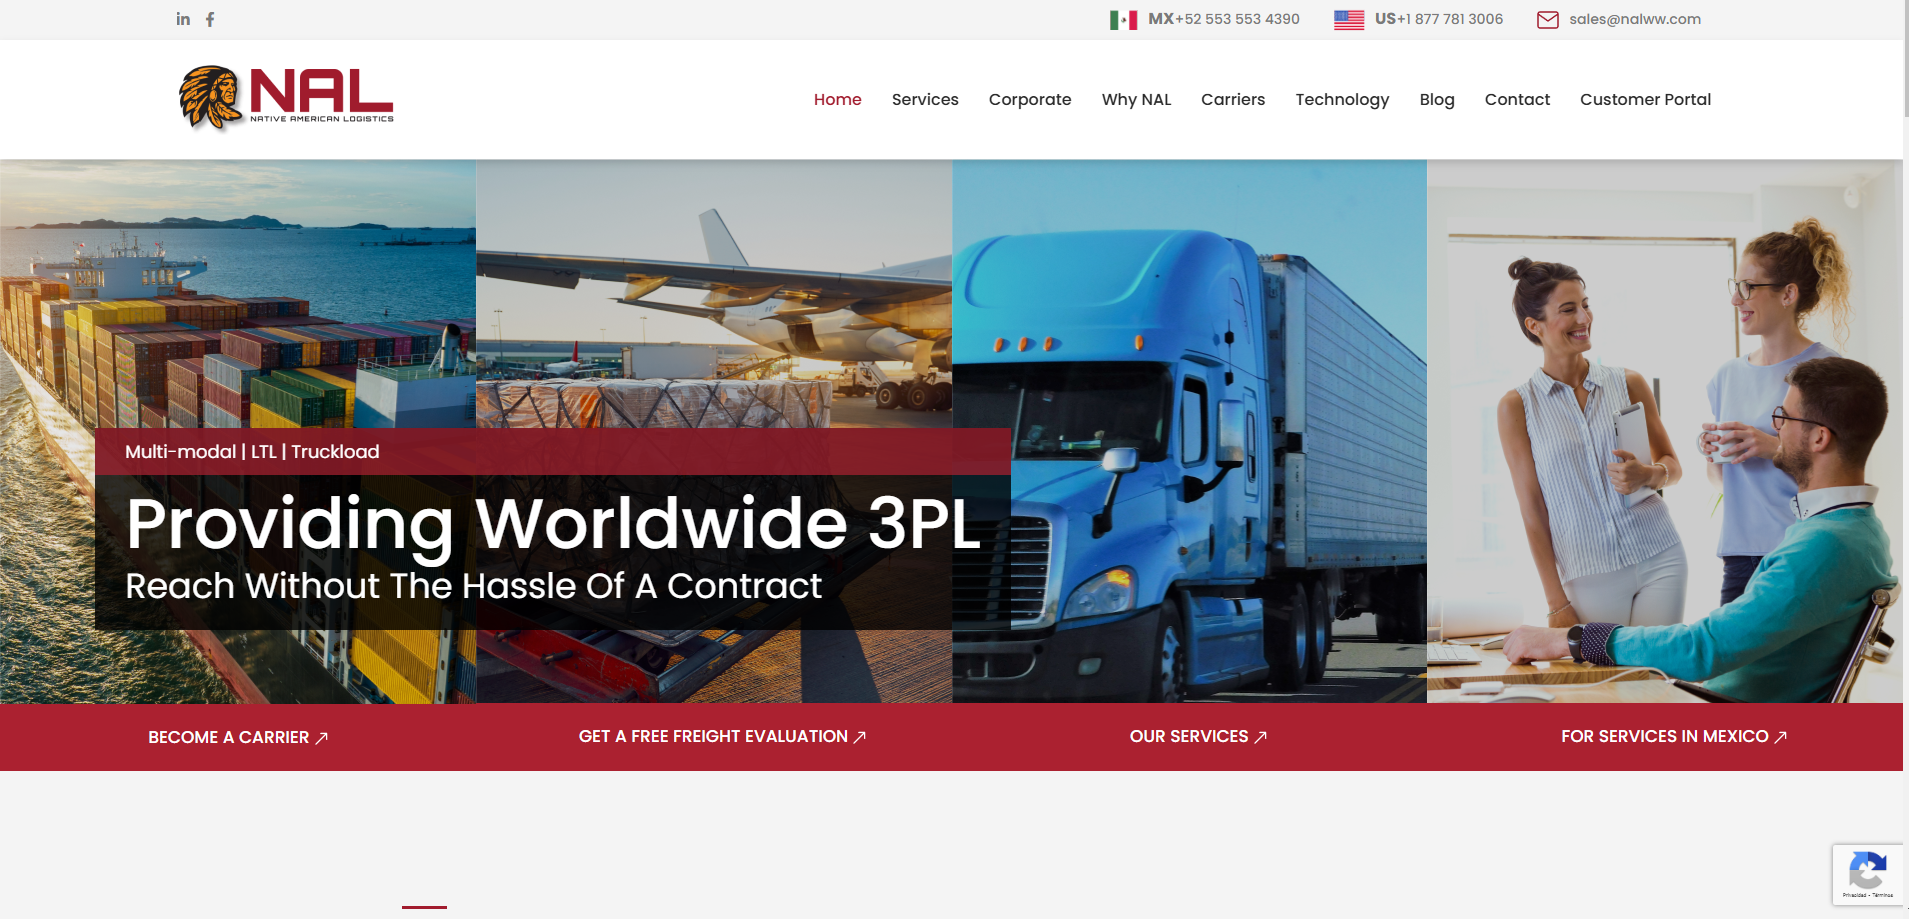 MX+52 553 553 4390 US+1 877 781 3006 sales@nalww.com
NAL
NATIVE AMERICAN LOGISTICS
Home Services Corporate Why NAL Carriers Technology Blog Contact Customer Portal
Multi-modal | LTL | Truckload
Providing Worldwide 3PL
Reach Without The Hassle Of A Contract
BECOME A CARRIER GET A FREE FREIGHT EVALUATION OUR SERVICES FOR SERVICES IN MEXICO
Privacidad - Términos